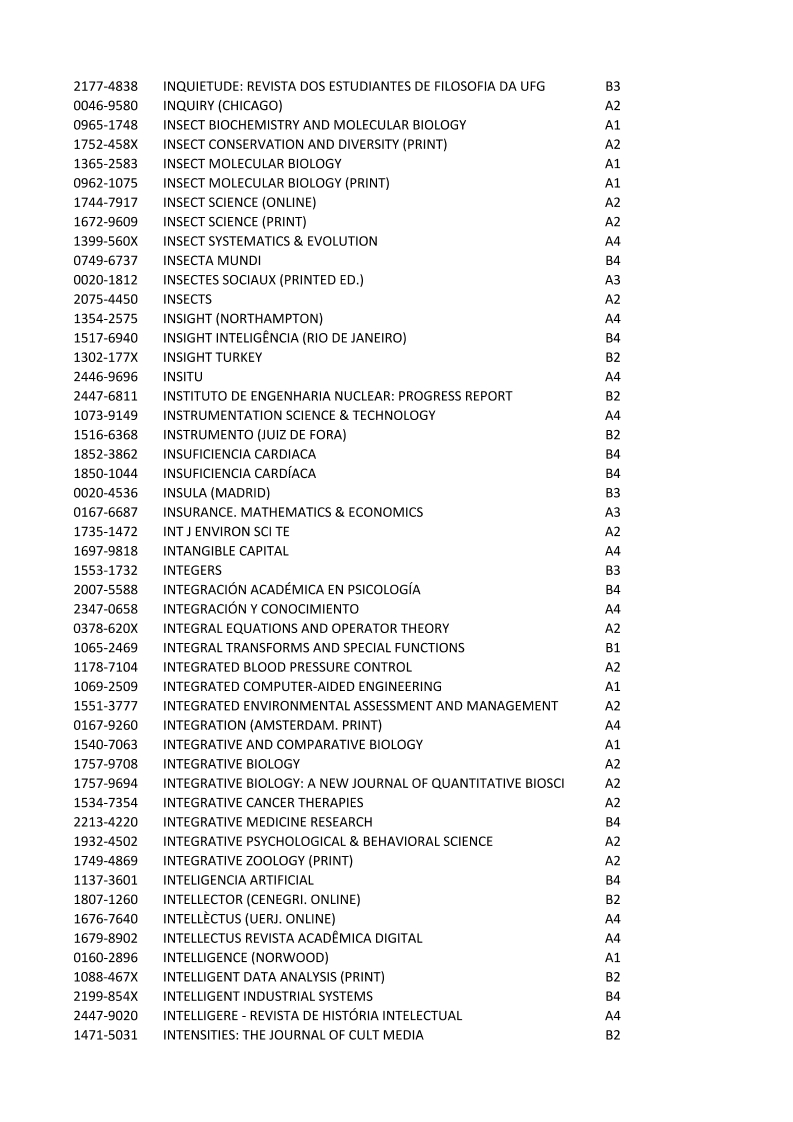 2177-4838 INQUIETUDE: REVISTA DOS ESTUDIANTES DE FILOSOFIA DA UFG B3
0046-9580 INQUIRY (CHICAGO) A2
0965-1748 INSECT BIOCHEMISTRY AND MOLECULAR BIOLOGY A1
1752-458X INSECT CONSERVATION AND DIVERSITY (PRINT) A2
1365-2583 INSECT MOLECULAR BIOLOGY A1
0962-1075 INSECT MOLECULAR BIOLOGY (PRINT) A1
1744-7917 INSECT SCIENCE (ONLINE) A2
1672-9609 INSECT SCIENCE (PRINT) A2
1399-560X INSECT SYSTEMATICS & EVOLUTION A4
0749-6737 INSECTA MUNDI B4
0020-1812 INSECTES SOCIAUX (PRINTED ED.) A3
2075-4450 INSECTS A2
1354-2575 INSIGHT (NORTHAMPTON) A4
1517-6940 INSIGHT INTELIGÊNCIA (RIO DE JANEIRO) B4
1302-177X INSIGHT TURKEY B2
2446-9696 INSITU A4
2447-6811 INSTITUTO DE ENGENHARIA NUCLEAR: PROGRESS REPORT B2
1073-9149 INSTRUMENTATION SCIENCE & TECHNOLOGY A4
1516-6368 INSTRUMENTO (JUIZ DE FORA) B2
1852-3862 INSUFICIENCIA CARDIACA B4
1850-1044 INSUFICIENCIA CARDÍACA B4
0020-4536 INSULA (MADRID) B3
0167-6687 INSURANCE. MATHEMATICS & ECONOMICS A3
1735-1472 INT J ENVIRON SCI TE A2
1697-9818 INTANGIBLE CAPITAL A4
1553-1732 INTEGERS B3
2007-5588 INTEGRACIÓN ACADÉMICA EN PSICOLOGÍA B4
2347-0658 INTEGRACIÓN Y CONOCIMIENTO A4
0378-620X INTEGRAL EQUATIONS AND OPERATOR THEORY A2
1065-2469 INTEGRAL TRANSFORMS AND SPECIAL FUNCTIONS B1
1178-7104 INTEGRATED BLOOD PRESSURE CONTROL A2
1069-2509 INTEGRATED COMPUTER-AIDED ENGINEERING A1
1551-3777 INTEGRATED ENVIRONMENTAL ASSESSMENT AND MANAGEMENT A2
0167-9260 INTEGRATION (AMSTERDAM. PRINT) A4
1540-7063 INTEGRATIVE AND COMPARATIVE BIOLOGY A1
1757-9708 INTEGRATIVE BIOLOGY A2
1757-9694 INTEGRATIVE BIOLOGY: A NEW JOURNAL OF QUANTITATIVE BIOSCI A2
1534-7354 INTEGRATIVE CANCER THERAPIES A2
2213-4220 INTEGRATIVE MEDICINE RESEARCH B4
1932-4502 INTEGRATIVE PSYCHOLOGICAL & BEHAVIORAL SCIENCE A2
1749-4869 INTEGRATIVE ZOOLOGY (PRINT) A2
1137-3601 INTELIGENCIA ARTIFICIAL B4
1807-1260 INTELLECTOR (CENEGRI. ONLINE) B2
1676-7640 INTELLÈCTUS (UERJ. ONLINE) A4
1679-8902 INTELLECTUS REVISTA ACADÊMICA DIGITAL A4
0160-2896 INTELLIGENCE (NORWOOD) A1
1088-467X INTELLIGENT DATA ANALYSIS (PRINT) B2
2199-854X INTELLIGENT INDUSTRIAL SYSTEMS B4
2447-9020 INTELLIGERE - REVISTA DE HISTÓRIA INTELECTUAL A4
1471-5031 INTENSITIES: THE JOURNAL OF CULT MEDIA B2